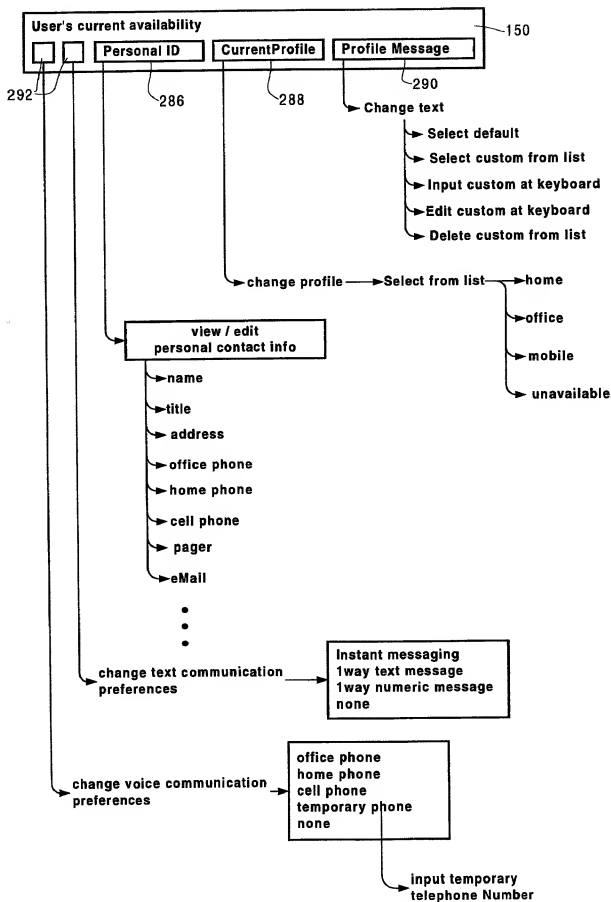 User's current availability
Personal ID
CurrentProfile
Profile Message
150
292
286
288
290
Change text
Select default
Select custom from list
Input custom at keyboard
Edit custom at keyboard
Delete custom from list
change profile
Select from list
home
office
mobile
unavailable
view / edit
personal contact info
name
title
address
office phone
home phone
cell phone
pager
eMail
change text communication
preferences
Instant messaging
1way text message
1way numeric message
none
change voice communication
preferences
office phone
home phone
cell phone
temporary phone
none
input temporary
telephone Number